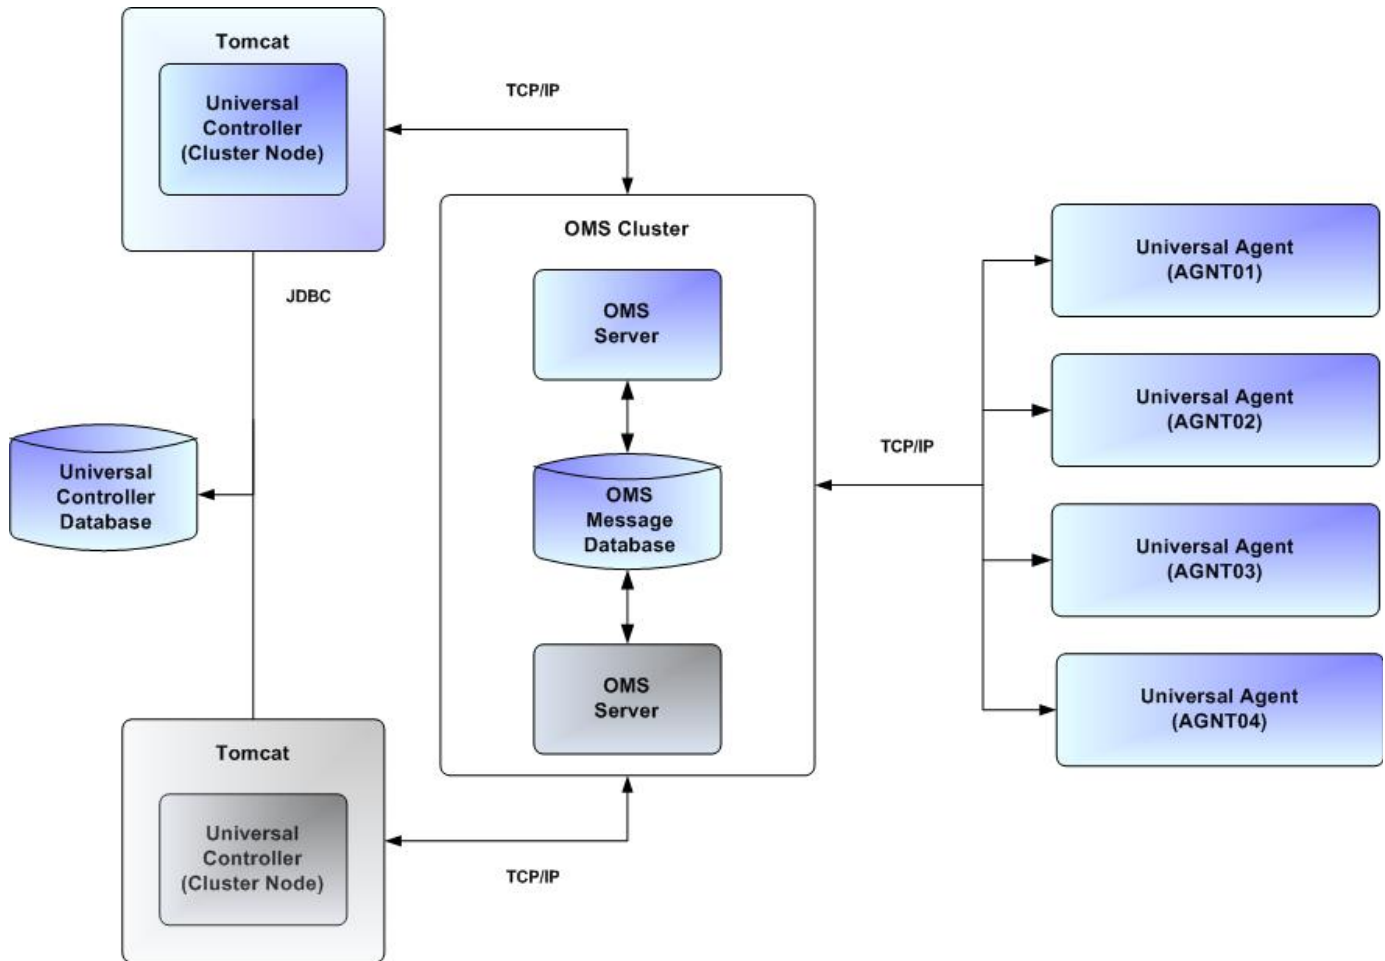 Tomcat
Universal
Controller
(Cluster Node)
TCP/IP
JDBC
Universal
Controller
Database
OMS Cluster
OMS
Server
OMS
Message
Database
OMS
Server
TCP/IP
Universal Agent
(AGNT01)
Universal Agent
(AGNT02)
Universal Agent
(AGNT03)
Universal Agent
(AGNT04)
Tomcat
Universal
Controller
(Cluster Node)
TCP/IP